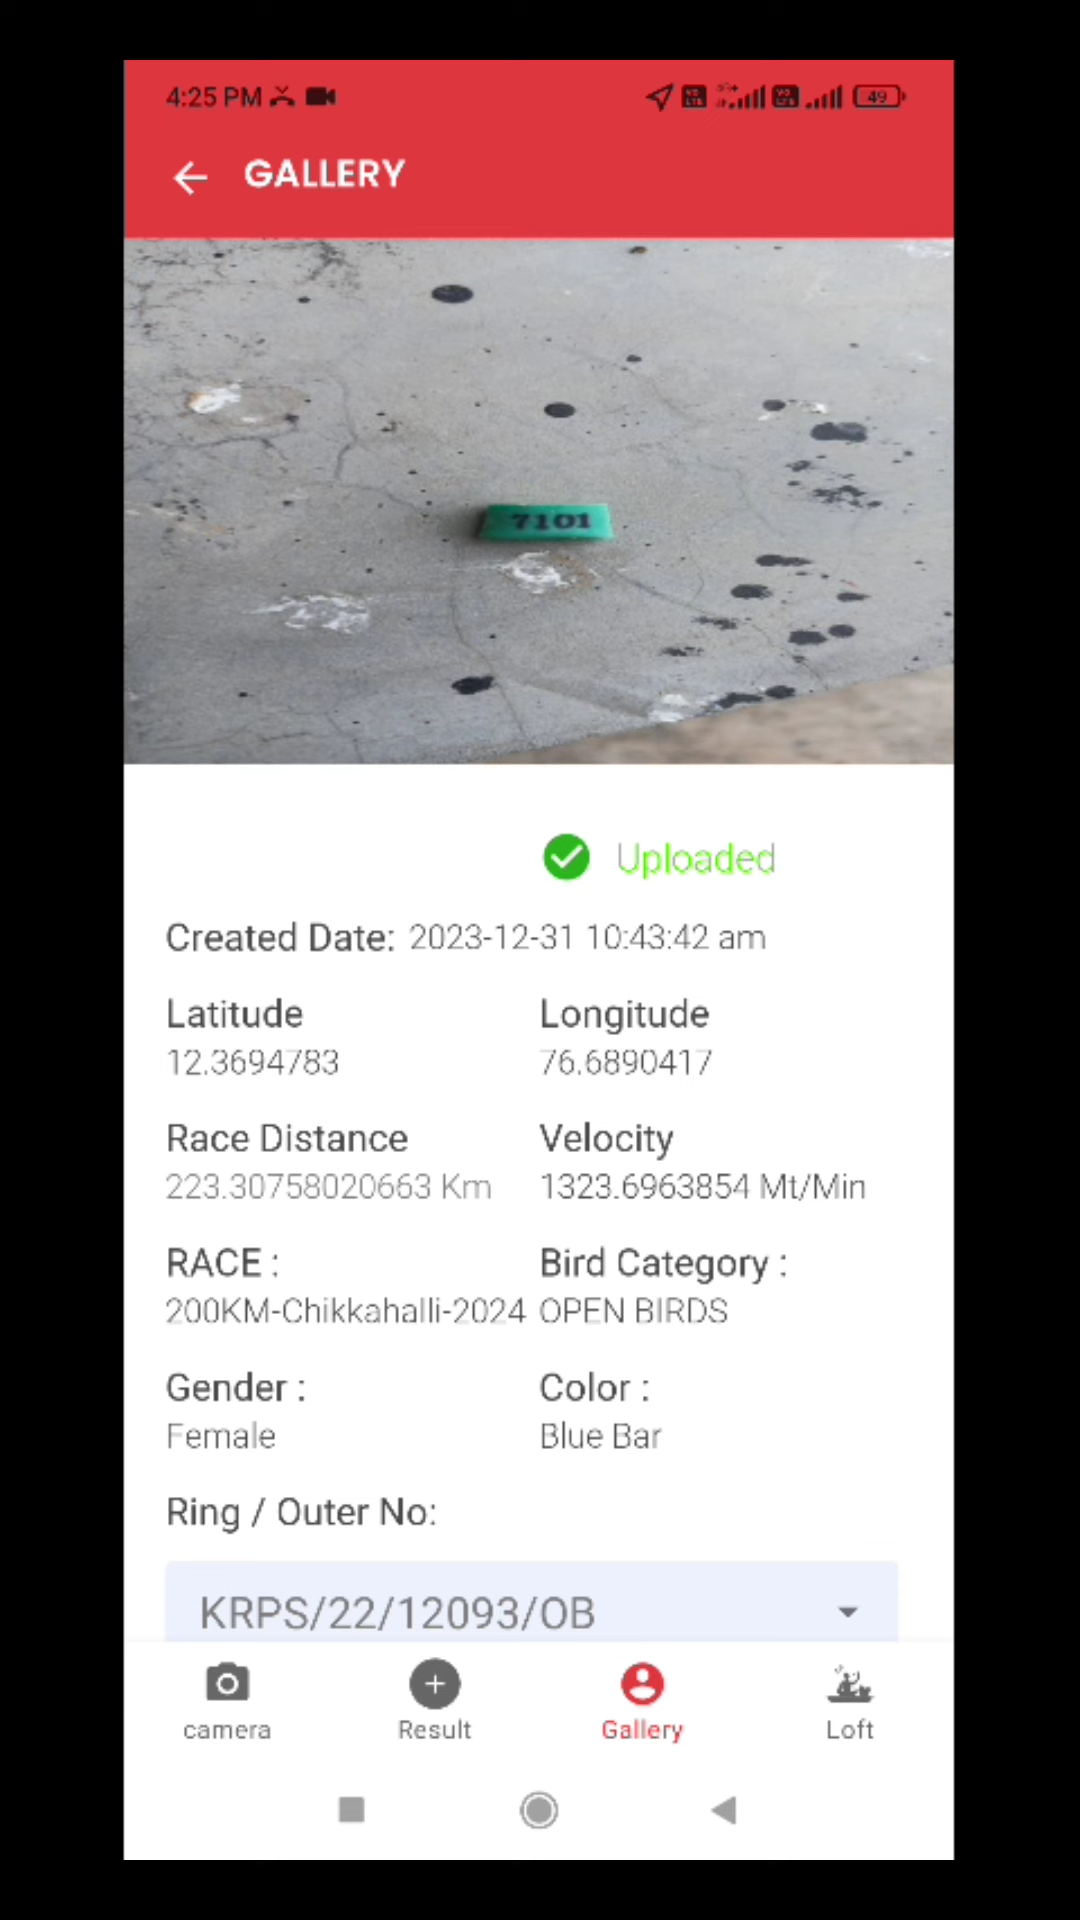 4:25 PM
49
GALLERY
7101
Uploaded
Created Date: 2023-12-31 10:43:42 am
Latitude Longitude
12.3694783 76.6890417
Race Distance Velocity
223.30758020663 Km 1323.6963854 Mt/Min
RACE : Bird Category :
200KM-Chikkahalli-2024 OPEN BIRDS
Gender : Color :
Female Blue Bar
Ring / Outer No:
KRPS/22/12093/OB
camera Result Gallery Loft